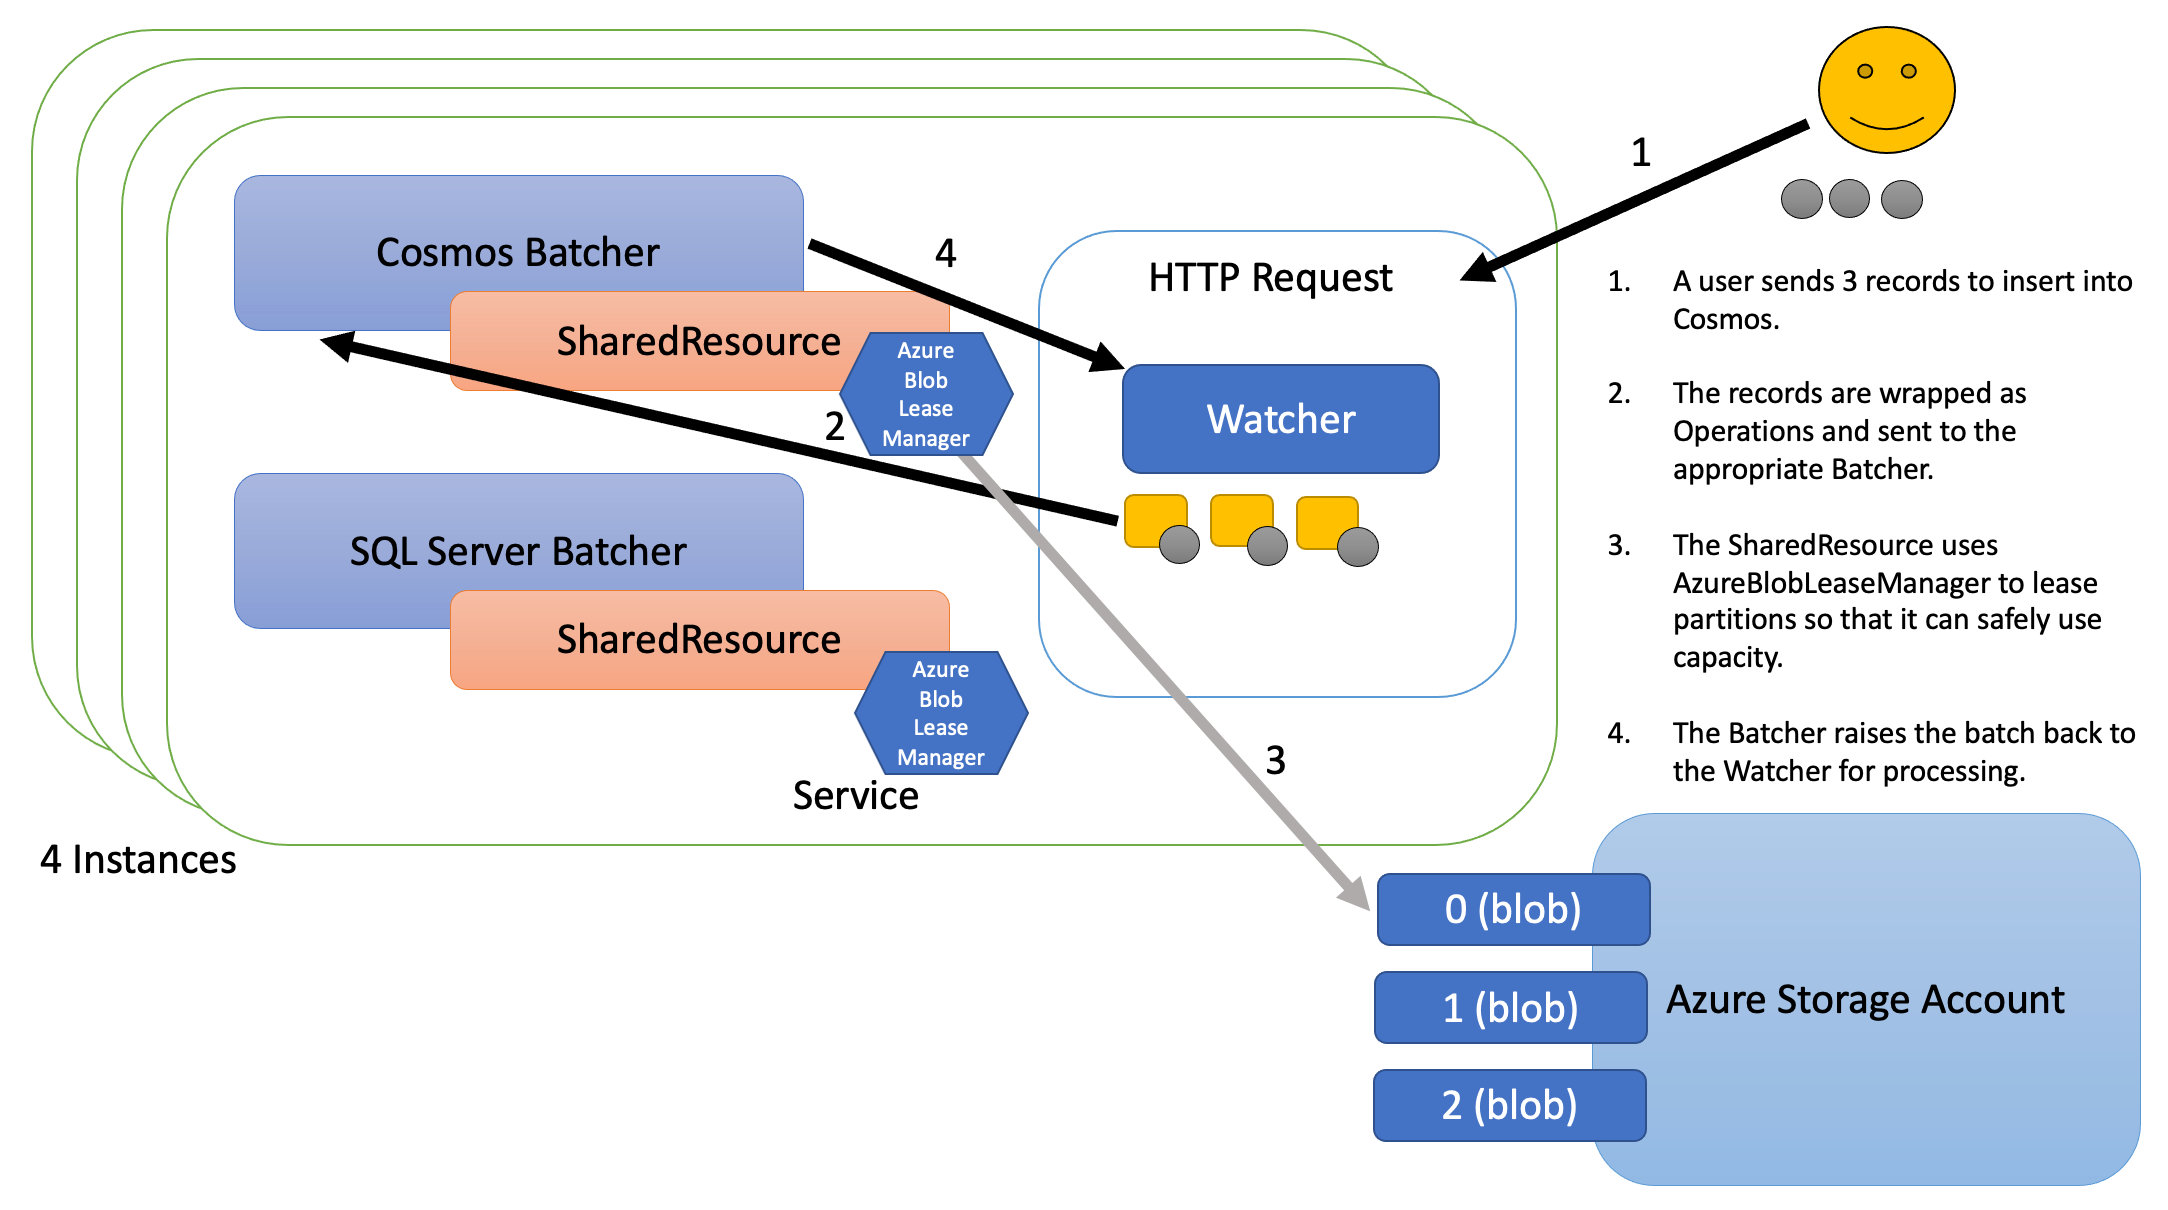 1
Cosmos Batcher
4
HTTP Request
SharedResource
Azure
Blob
Lease
Manager
2
Watcher
SQL Server Batcher
SharedResource
Azure
Blob
Lease
Manager
3
Service
4 Instances
1. A user sends 3 records to insert into
Cosmos.
2. The records are wrapped as
Operations and sent to the
appropriate Batcher.
3. The SharedResource uses
AzureBlobLeaseManager to lease
partitions so that it can safely use
capacity.
4. The Batcher raises the batch back to
the Watcher for processing.
0 (blob)
1 (blob)
Azure Storage Account
2 (blob)